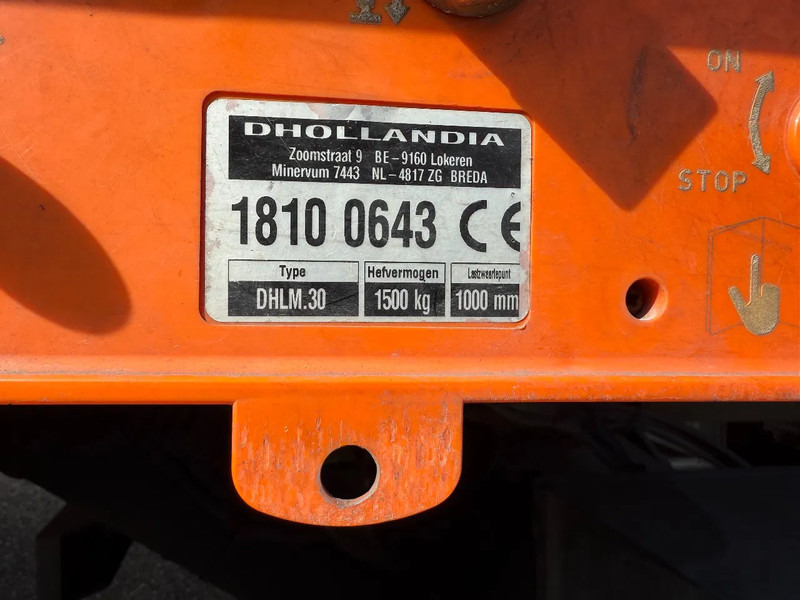 DHOLLANDIA
Zoomstraat 9 BE-9160 Lokeren
Minervum 7443 NL-4817 ZG BREDA
1810 0643 CE
Type Hefvermogen Lastzwaartepunt
DHLM.30 1500 kg 1000 mm
ON
STOP